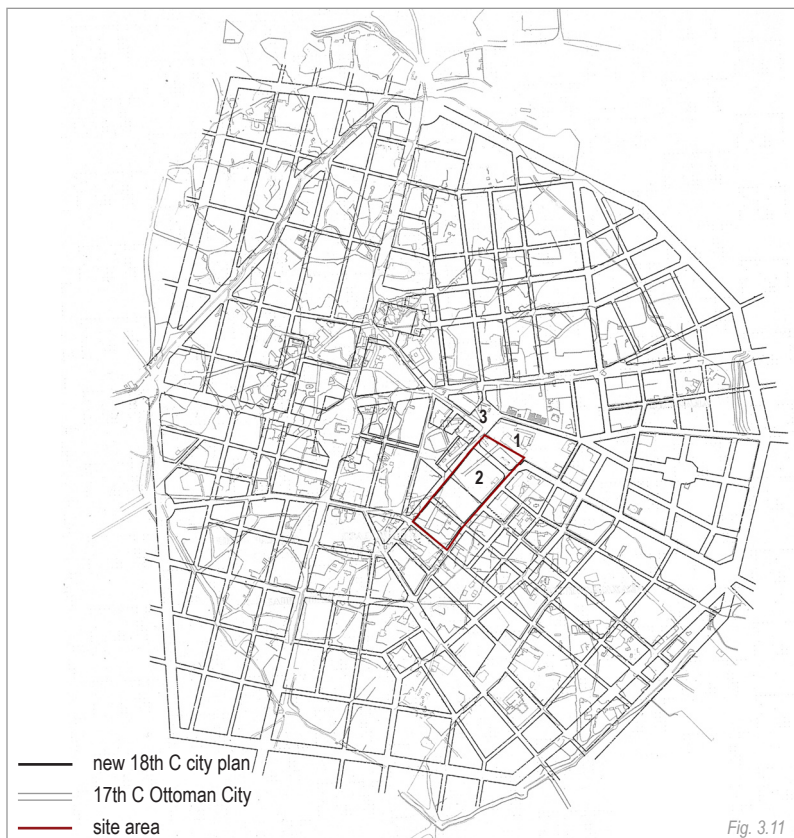 3
1
2
new 18th C city plan
17th C Ottoman City
site area
Fig. 3.11